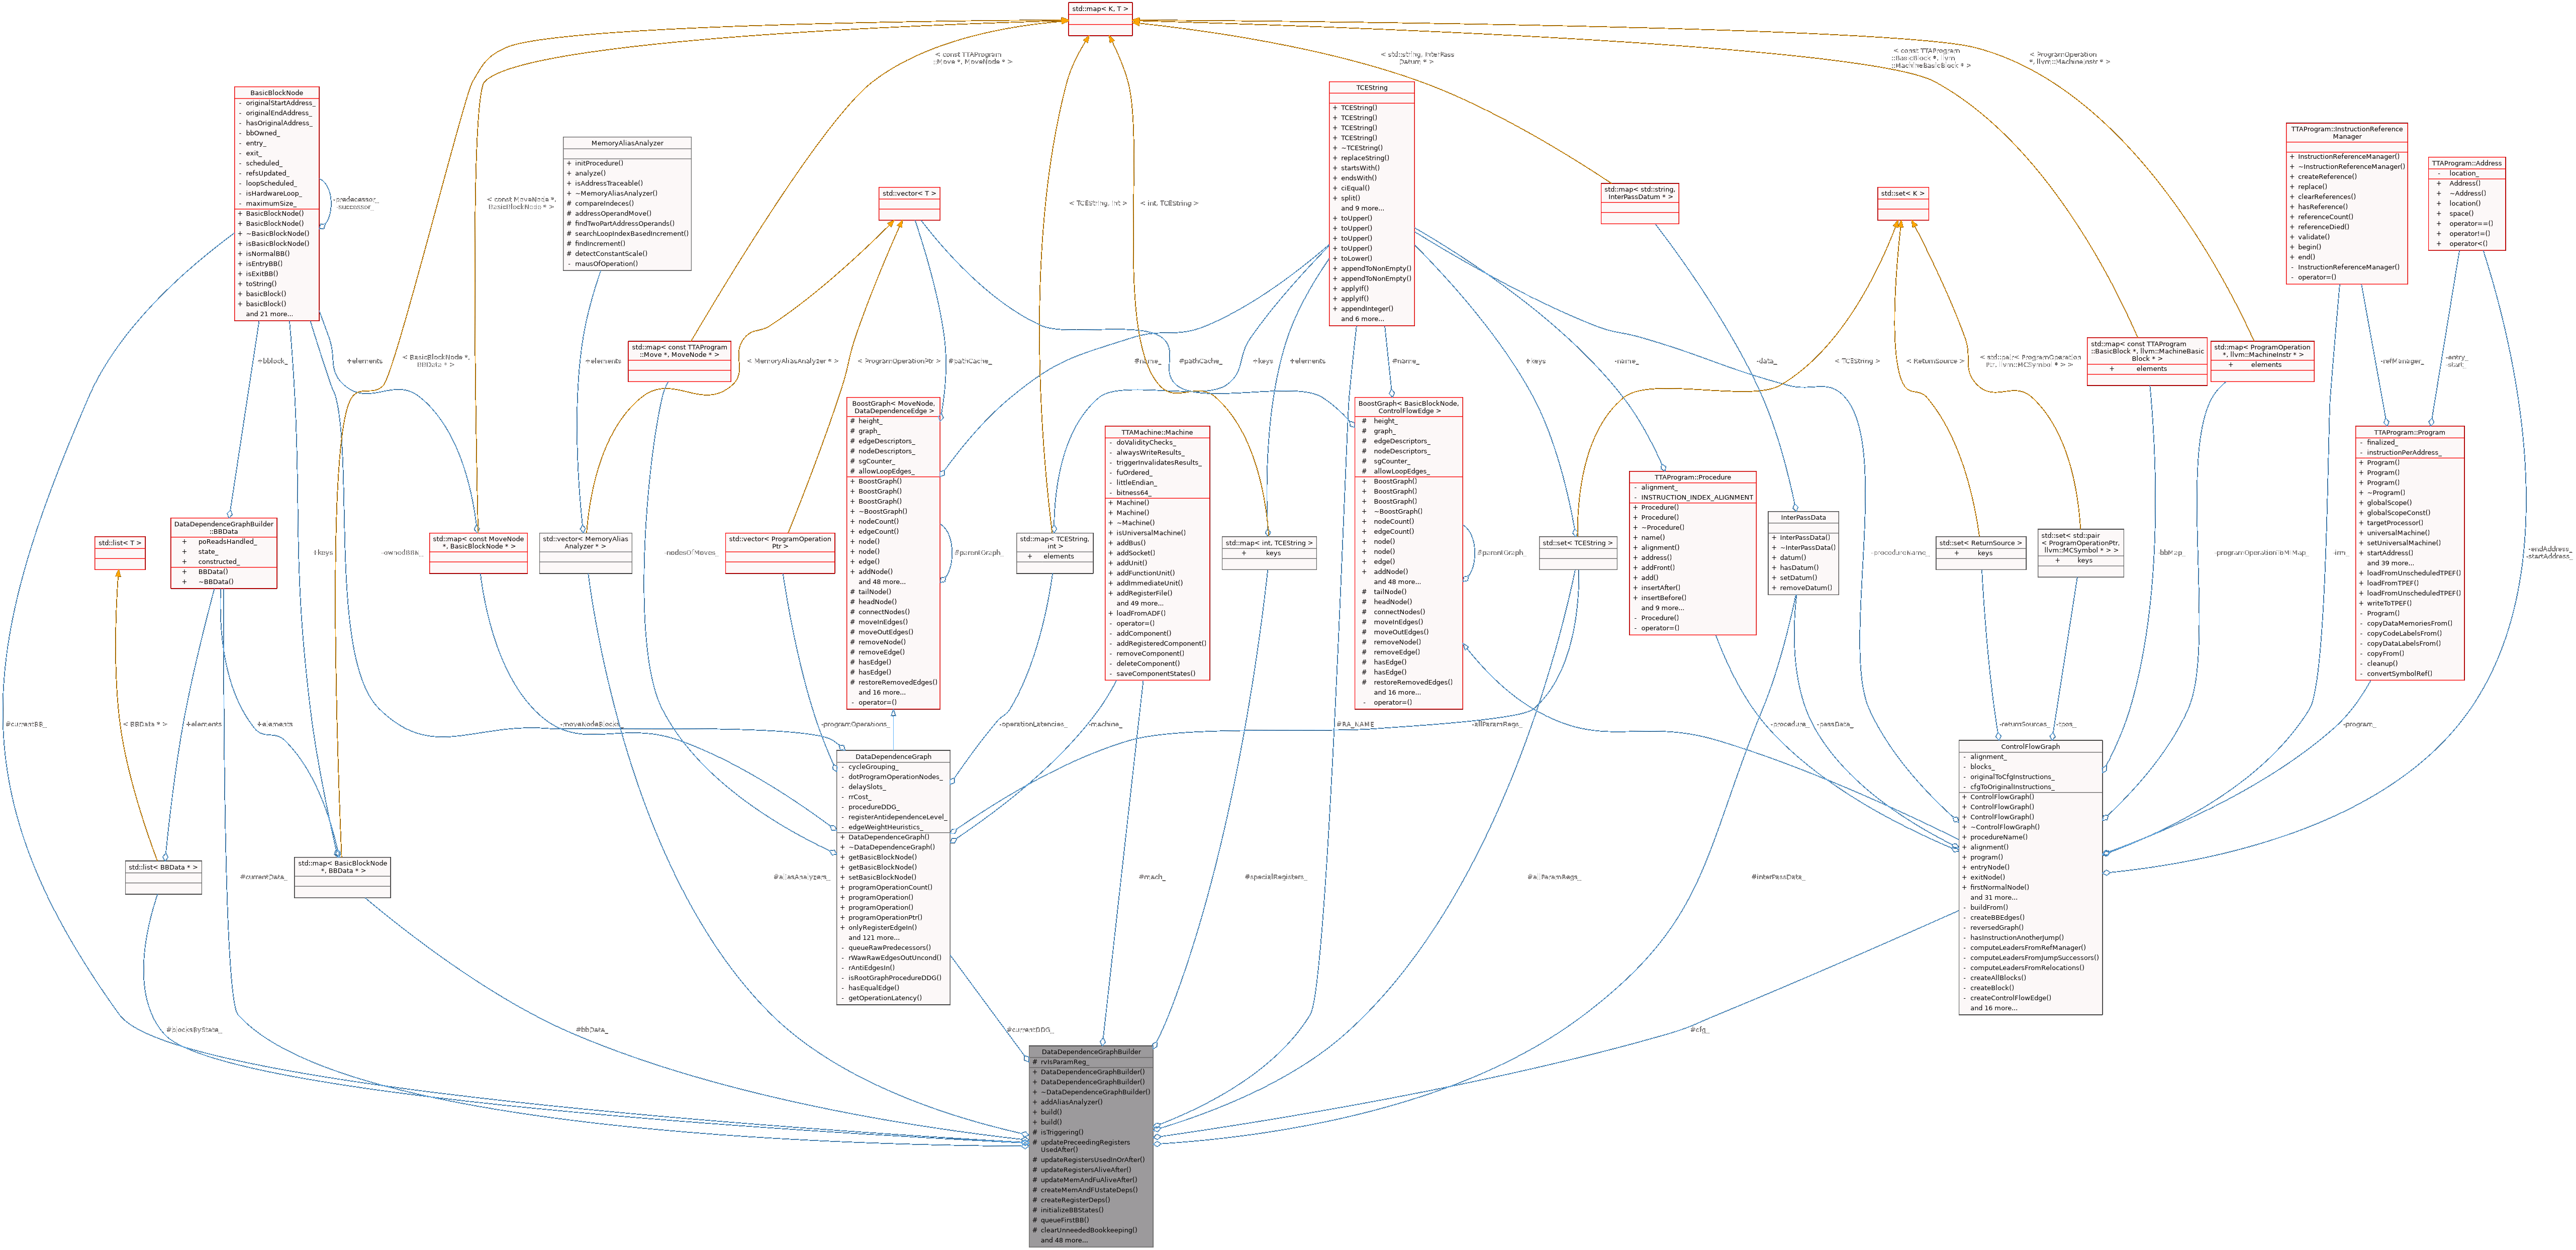 std::map< K, T >
< const TTAProgram
::Move *, MoveNode * >
< std::string, InterPass
Datum * >
< const TTAProgram
::BasicBlock *, llvm
::MachineBasicBlock * >
< ProgramOperation
*, llvm::MachineInstr * >
BasicBlockNode
- originalStartAddress_
- originalEndAddress_
- hasOriginalAddress_
- bbOwned_
- entry_
- exit_
- scheduled_
- refsUpdated_
- loopScheduled_
- isHardwareLoop_
- maximumSize_
+ BasicBlockNode()
+ BasicBlockNode()
+ ~BasicBlockNode()
+ isBasicBlockNode()
+ isNormalBB()
+ isEntryBB()
+ isExitBB()
+ toString()
+ basicBlock()
+ basicBlock()
and 21 more...
-predecessor_
-successor_
MemoryAliasAnalyzer
+ initProcedure()
+ analyze()
+ isAddressTraceable()
+ ~MemoryAliasAnalyzer()
# compareIndeces()
# addressOperandMove()
# findTwoPartAddressOperands()
# searchLoopIndexBasedIncrement()
# findIncrement()
# detectConstantScale()
- mausOfOperation()
< const MoveNode *,
BasicBlockNode * >
std::vector< T >
< TCEString, int >
< int, TCEString >
TCEString
+ TCEString()
+ TCEString()
+ TCEString()
+ TCEString()
+ ~TCEString()
+ replaceString()
+ startsWith()
+ endsWith()
+ ciEqual()
+ split()
and 9 more...
+ toUpper()
+ toUpper()
+ toUpper()
+ toUpper()
+ toLower()
+ appendToNonEmpty()
+ appendToNonEmpty()
+ applyIf()
+ applyIf()
+ appendInteger()
and 6 more...
std::map< std::string,
InterPassDatum * >
std::set< K >
TTAProgram::InstructionReference
Manager
+ InstructionReferenceManager()
+ ~InstructionReferenceManager()
+ createReference()
+ replace()
+ clearReferences()
+ hasReference()
+ referenceCount()
+ referenceDied()
+ validate()
+ begin()
+ end()
- InstructionReferenceManager()
- operator=()
TTAProgram::Address
- location_
+ Address()
+ ~Address()
+ location()
+ space()
+ operator==()
+ operator!=()
+ operator<()
+bblock_
+elements
< BasicBlockNode *,
BBData * >
+elements
std::map< const TTAProgram
::Move *, MoveNode * >
< MemoryAliasAnalyzer * >
< ProgramOperationPtr >
#pathCache_
#name_
#pathCache_
+keys
+elements
#name_
+keys
-name_
-data_
< TCEString >
< ReturnSource >
< std::pair< ProgramOperation
Ptr, llvm::MCSymbol * > >
std::map< const TTAProgram
::BasicBlock *, llvm::MachineBasic
Block * >
+ elements
std::map< ProgramOperation
*, llvm::MachineInstr * >
+ elements
-refManager_
-entry_
-start_
std::list< T >
DataDependenceGraphBuilder
::BBData
+ poReadsHandled_
+ state_
+ constructed_
+ BBData()
+ ~BBData()
+keys
-ownedBBN_
std::map< const MoveNode
*, BasicBlockNode * >
std::vector< MemoryAlias
Analyzer * >
-nodesOfMoves_
std::vector< ProgramOperation
Ptr >
BoostGraph< MoveNode,
DataDependenceEdge >
# height_
# graph_
# edgeDescriptors_
# nodeDescriptors_
# sgCounter_
# allowLoopEdges_
+ BoostGraph()
+ BoostGraph()
+ BoostGraph()
+ ~BoostGraph()
+ nodeCount()
+ edgeCount()
+ node()
+ node()
+ edge()
+ addNode()
and 48 more...
# tailNode()
# headNode()
# connectNodes()
# moveInEdges()
# moveOutEdges()
# removeNode()
# removeEdge()
# hasEdge()
# hasEdge()
# restoreRemovedEdges()
and 16 more...
- operator=()
#parentGraph_
std::map< TCEString,
int >
+ elements
TTAMachine::Machine
- doValidityChecks_
- alwaysWriteResults_
- triggerInvalidatesResults_
- fuOrdered_
- littleEndian_
- bitness64_
+ Machine()
+ Machine()
+ ~Machine()
+ isUniversalMachine()
+ addBus()
+ addSocket()
+ addUnit()
+ addFunctionUnit()
+ addImmediateUnit()
+ addRegisterFile()
and 49 more...
+ loadFromADF()
- operator=()
- addComponent()
- addRegisteredComponent()
- removeComponent()
- deleteComponent()
- saveComponentStates()
std::map< int, TCEString >
+ keys
BoostGraph< BasicBlockNode,
ControlFlowEdge >
# height_
# graph_
# edgeDescriptors_
# nodeDescriptors_
# sgCounter_
# allowLoopEdges_
+ BoostGraph()
+ BoostGraph()
+ BoostGraph()
+ ~BoostGraph()
+ nodeCount()
+ edgeCount()
+ node()
+ node()
+ edge()
+ addNode()
and 48 more...
# tailNode()
# headNode()
# connectNodes()
# moveInEdges()
# moveOutEdges()
# removeNode()
# removeEdge()
# hasEdge()
# hasEdge()
# restoreRemovedEdges()
and 16 more...
- operator=()
#parentGraph_
std::set< TCEString >
TTAProgram::Procedure
- alignment_
- INSTRUCTION_INDEX_ALIGNMENT
+ Procedure()
+ Procedure()
+ ~Procedure()
+ name()
+ alignment()
+ address()
+ addFront()
+ add()
+ insertAfter()
+ insertBefore()
and 9 more...
- Procedure()
- operator=()
InterPassData
+ InterPassData()
+ ~InterPassData()
+ datum()
+ hasDatum()
+ setDatum()
+ removeDatum()
-procedureName_
std::set< ReturnSource >
+ keys
std::set< std::pair
< ProgramOperationPtr,
llvm::MCSymbol * > >
+ keys
-bbMap_
-programOperationToMIMap_
-irm_
TTAProgram::Program
- finalized_
- instructionPerAddress_
+ Program()
+ Program()
+ Program()
+ ~Program()
+ globalScope()
+ globalScopeConst()
+ targetProcessor()
+ universalMachine()
+ setUniversalMachine()
+ startAddress()
and 39 more...
+ loadFromUnscheduledTPEF()
+ loadFromTPEF()
+ loadFromUnscheduledTPEF()
+ writeToTPEF()
- Program()
- copyDataMemoriesFrom()
- copyCodeLabelsFrom()
- copyDataLabelsFrom()
- copyFrom()
- cleanup()
- convertSymbolRef()
-endAddress_
-startAddress_
#currentBB_
< BBData * >
+elements
+elements
-moveNodeBlocks_
-programOperations_
-operationLatencies_
-machine_
#RA_NAME
-allParamRegs_
-procedure_
-passData_
-returnSources_
-tpos_
-program_
DataDependenceGraph
- cycleGrouping_
- dotProgramOperationNodes_
- delaySlots_
- rrCost_
- procedureDDG_
- registerAntidependenceLevel_
- edgeWeightHeuristics_
+ DataDependenceGraph()
+ ~DataDependenceGraph()
+ getBasicBlockNode()
+ getBasicBlockNode()
+ setBasicBlockNode()
+ programOperationCount()
+ programOperation()
+ programOperation()
+ programOperationPtr()
+ onlyRegisterEdgeIn()
and 121 more...
- queueRawPredecessors()
- rWawRawEdgesOutUncond()
- rAntiEdgesIn()
- isRootGraphProcedureDDG()
- hasEqualEdge()
- getOperationLatency()
ControlFlowGraph
- alignment_
- blocks_
- originalToCfgInstructions_
- cfgToOriginalInstructions_
+ ControlFlowGraph()
+ ControlFlowGraph()
+ ControlFlowGraph()
+ ~ControlFlowGraph()
+ procedureName()
+ alignment()
+ program()
+ entryNode()
+ exitNode()
+ firstNormalNode()
and 31 more...
- buildFrom()
- createBBEdges()
- reversedGraph()
- hasInstructionAnotherJump()
- computeLeadersFromRefManager()
- computeLeadersFromJumpSuccessors()
- computeLeadersFromRelocations()
- createAllBlocks()
- createBlock()
- createControlFlowEdge()
and 16 more...
std::list< BBData * >
#currentData_
std::map< BasicBlockNode
*, BBData * >
#aliasAnalyzers_
#mach_
#specialRegisters_
#allParamRegs_
#interPassData_
#blocksByState_
#bbData_
#currentDDG_
#cfg_
DataDependenceGraphBuilder
# rvIsParamReg_
+ DataDependenceGraphBuilder()
+ DataDependenceGraphBuilder()
+ ~DataDependenceGraphBuilder()
+ addAliasAnalyzer()
+ build()
+ build()
# isTriggering()
# updatePreceedingRegisters
UsedAfter()
# updateRegistersUsedInOrAfter()
# updateRegistersAliveAfter()
# updateMemAndFuAliveAfter()
# createMemAndFUstateDeps()
# createRegisterDeps()
# initializeBBStates()
# queueFirstBB()
# clearUnneededBookkeeping()
and 48 more...